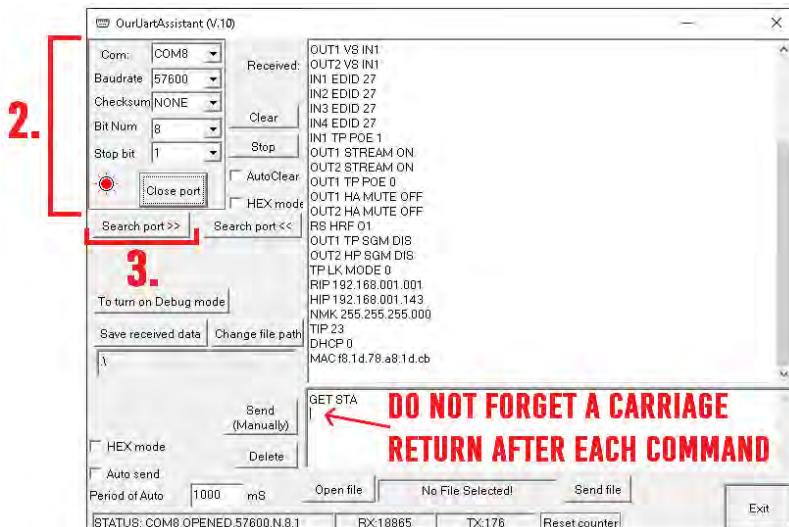 OurUartAssistant (V.10)
2.
Com: COM8
Baudrate 57600
Checksum NONE
Bit Num 8
Stop bit 1
Close port
Received:
Clear
Stop
AutoClear
HEX mode
Search port >> Search port <<
3.
To turn on Debug mode
Save received data Change file path
.\
OUT1 VS IN1
OUT2 VS IN1
IN1 EDID 27
IN2 EDID 27
IN3 EDID 27
IN4 EDID 27
IN1 TP POE 1
OUT1 STREAM ON
OUT2 STREAM ON
OUT1 TP POE 0
OUT1 HA MUTE OFF
OUT2 HA MUTE OFF
RS HRF O1
OUT1 TP SGM DIS
OUT2 HP SGM DIS
TP LK MODE 0
RIP 192.168.001.001
HIP 192.168.001.143
NMK 255.255.255.000
TIP 23
DHCP 0
MAC f8.1d.78.a8.1d.cb
GET STA
DO NOT FORGET A CARRIAGE
RETURN AFTER EACH COMMAND
Send
(Manually)
HEX mode
Delete
Auto send
Period of Auto 1000 mS
Open file No File Selected! Send file
Exit
STATUS: COM8 OPENED,57600,N,8,1 RX:18865 TX:176 Reset counter